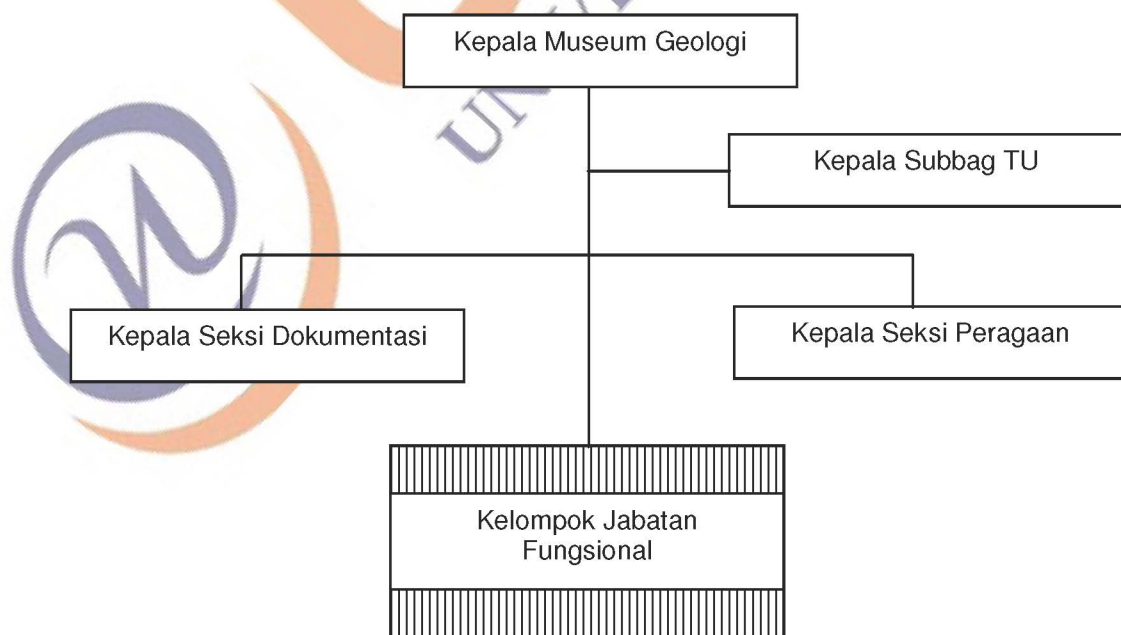 Kepala Museum Geologi
Kepala Subbag TU
Kepala Seksi Dokumentasi
Kepala Seksi Peragaan
Kelompok Jabatan
Fungsional